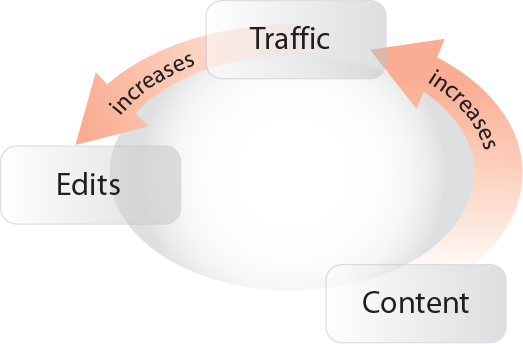 Traffic
increases
increases
Edits
Content